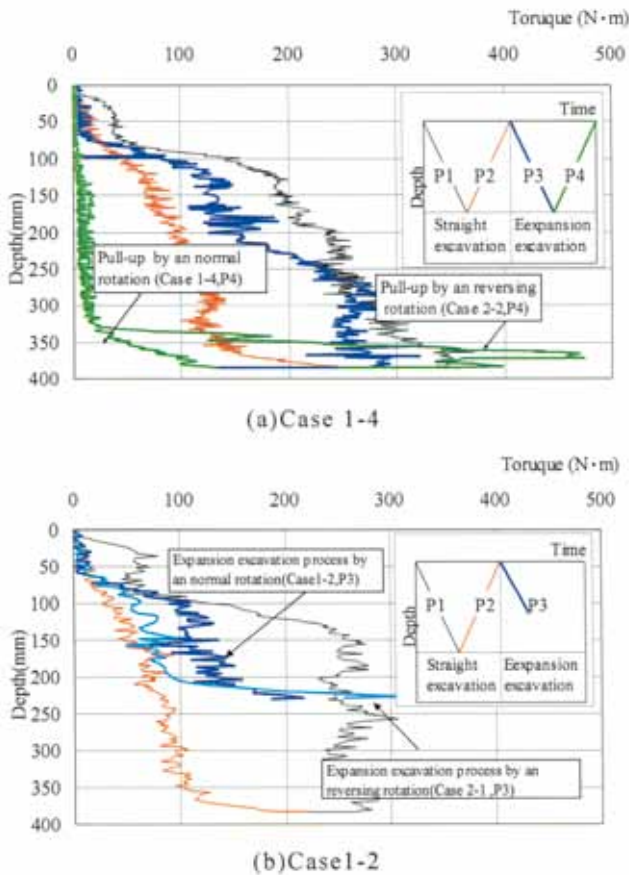 Toruque (N・m)
0 100 200 300 400 500
0
50
100
150
200
250
300
350
400
Depth(mm)
Time
Depth
P1 P2 P3 P4
Straight excavation
Eexpansion excavation
Pull-up by an normal
rotation (Case 1-4,P4)
Pull-up by an reversing
rotation (Case 2-2,P4)
(a)Case 1-4
Toruque (N・m)
0 100 200 300 400 500
0
50
100
150
200
250
300
350
400
Depth(mm)
Expansion excavation process by
an normal rotation(Case1-2,P3)
Time
Depth
P1 P2 P3
Straight excavation
Eexpansion excavation
Expansion excavation process by an
reversing rotation(Case 2-1 ,P3)
(b)Case1-2